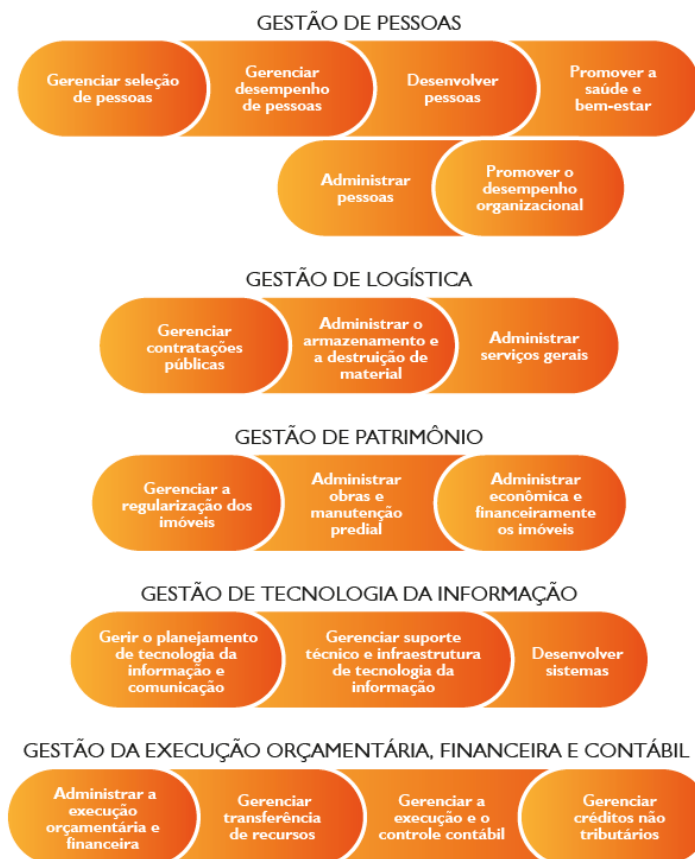 GESTÃO DE PESSOAS
Gerenciar seleção
de pessoas
Gerenciar
desempenho
de pessoas
Desenvolver
pessoas
Promover a
saúde e
bem-estar
Administrar
pessoas
Promover o
desempenho
organizacional
GESTÃO DE LOGÍSTICA
Gerenciar
contratações
públicas
Administrar o
armazenamento e
a destruição de
material
Administrar
serviços gerais
GESTÃO DE PATRIMÔNIO
Gerenciar a
regularização dos
imóveis
Administrar
obras e
manutenção
predial
Administrar
econômica e
financeiramente
os imóveis
GESTÃO DE TECNOLOGIA DA INFORMAÇÃO
Gerir o planejamento
de tecnologia da
informação e
comunicação
Gerenciar suporte
técnico e infraestrutura
de tecnologia da
informação
Desenvolver
sistemas
GESTÃO DA EXECUÇÃO ORÇAMENTÁRIA, FINANCEIRA E CONTÁBIL
Administrar a
execução
orçamentária e
financeira
Gerenciar
transferência
de recursos
Gerenciar a
execução e o
controle contábil
Gerenciar
créditos não
tributários